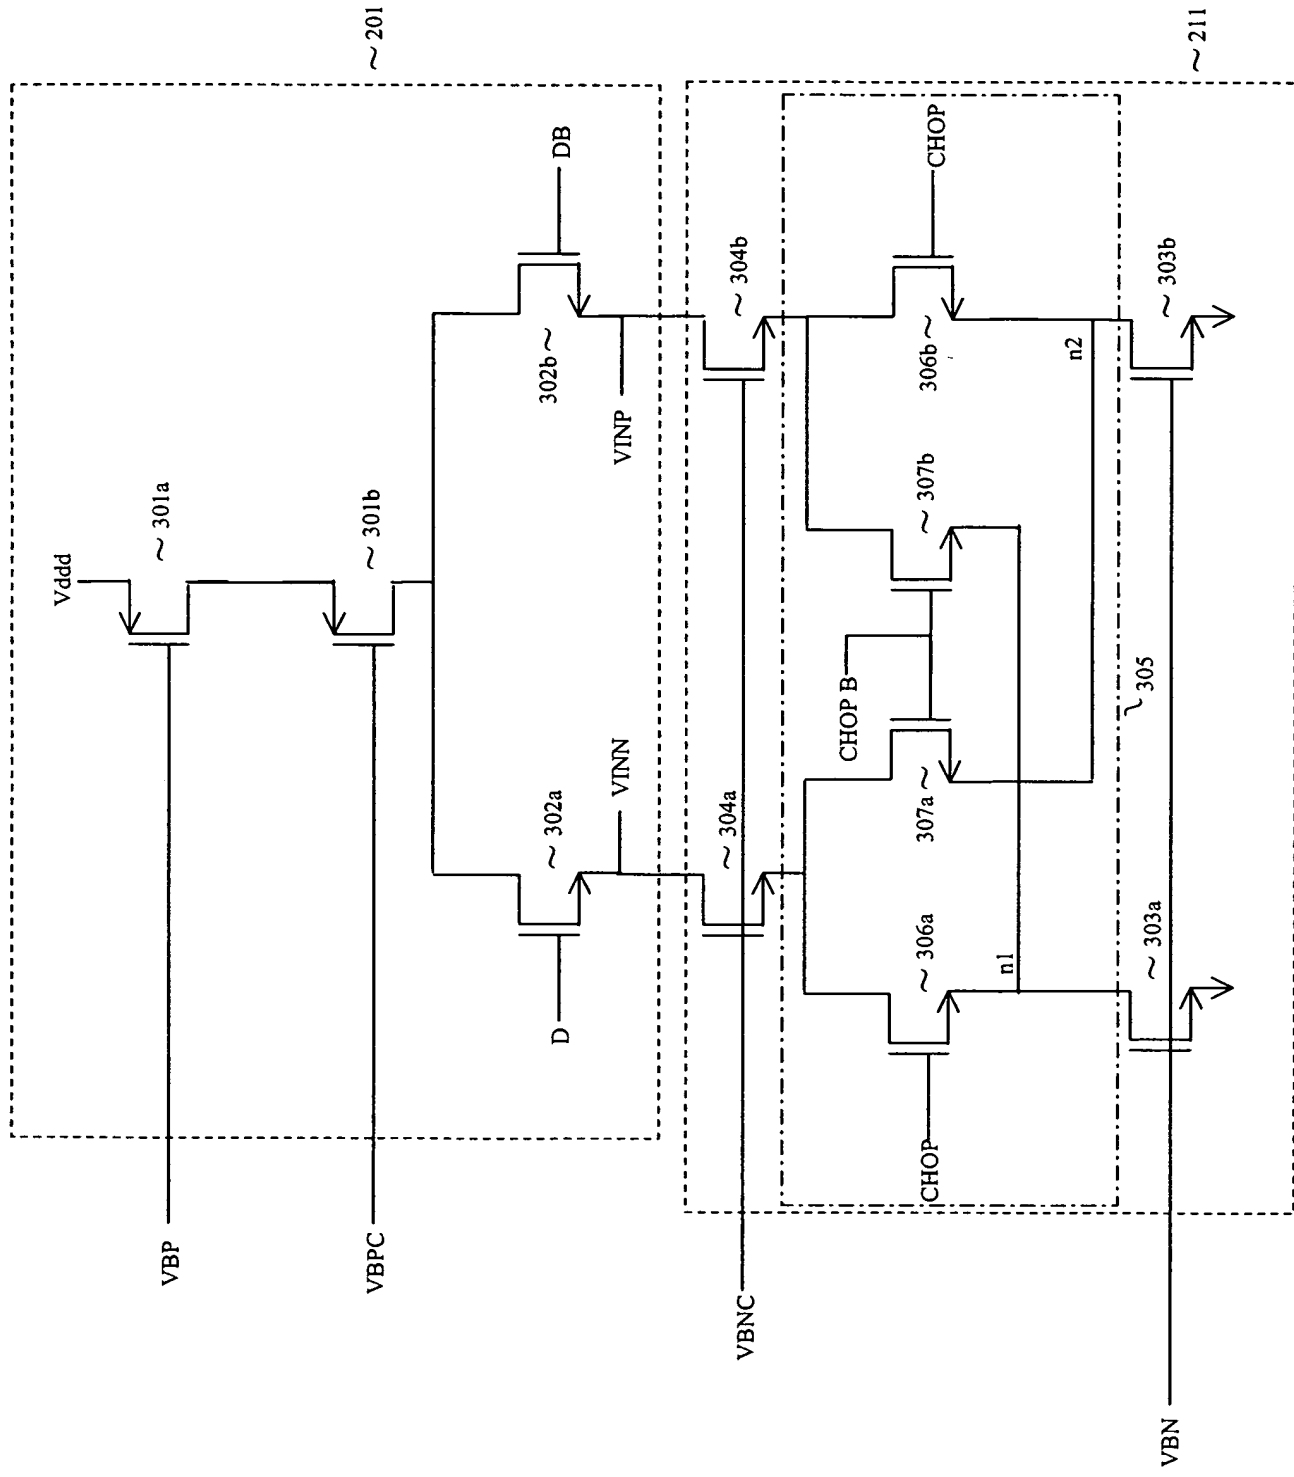 201
Vddd
301a
VBP
301b
VBPC
DB
302b
302a
D
VINP
VINN
211
304b
304a
VBNC
CHOP
306b
307b
CHOP B
307a
306a
CHOP
n2
n1
305
303b
303a
VBN